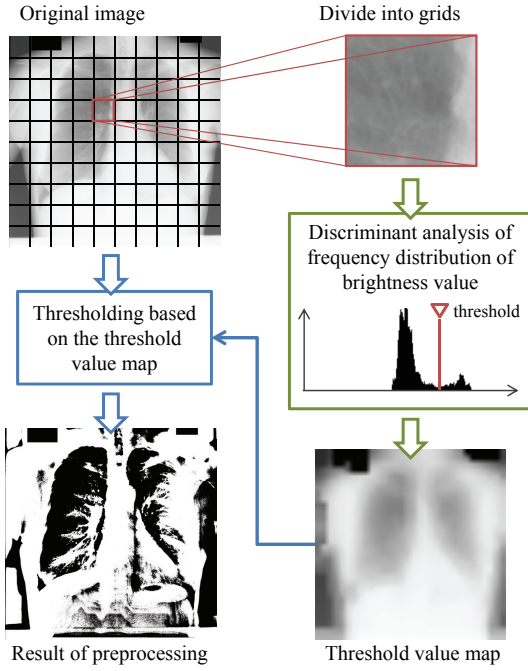 Original image
Divide into grids
Discriminant analysis of
frequency distribution of
brightness value
threshold
Thresholding based
on the threshold
value map
Result of preprocessing
Threshold value map